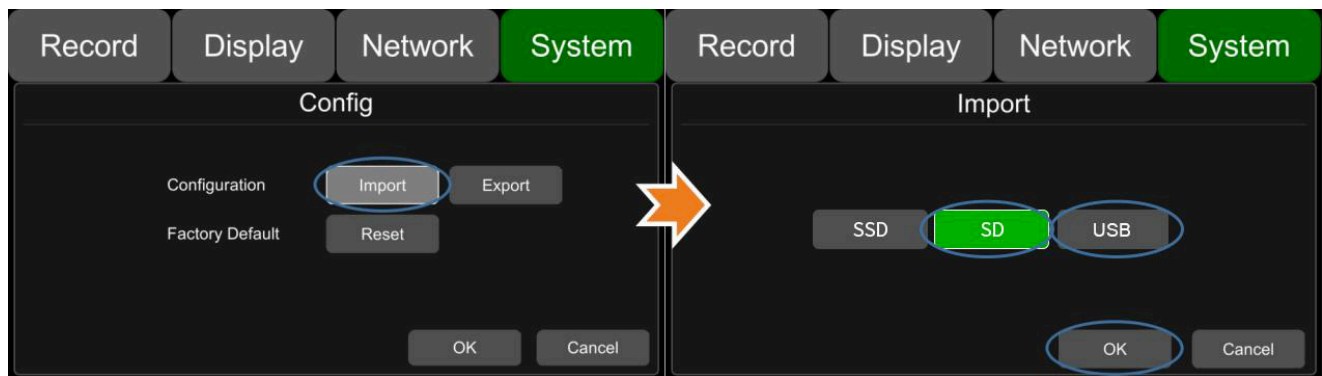 Record Display Network System
Config
Configuration Import Export
Factory Default Reset
OK Cancel
Record Display Network System
Import
SSD SD USB
OK Cancel